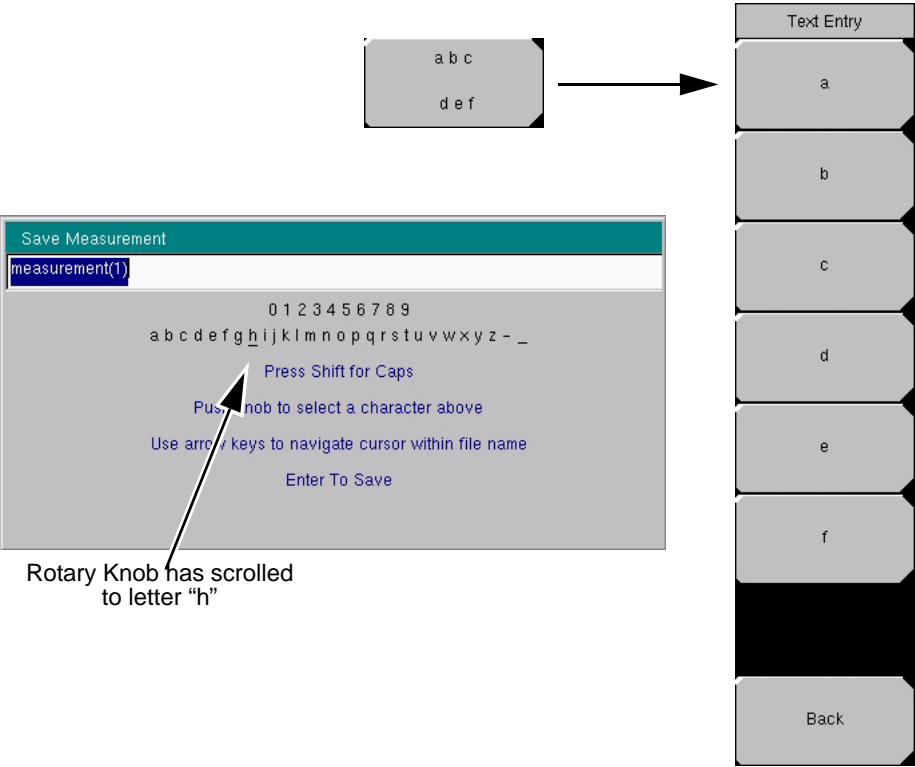 a b c
d e f
Text Entry
a
b
c
d
e
f
Back
Save Measurement
measurement(1)
0 1 2 3 4 5 6 7 8 9
a b c d e f g h i j k l m n o p q r s t u v w x y z - _
Press Shift for Caps
Push Knob to select a character above
Use arrow keys to navigate cursor within file name
Enter To Save
Rotary Knob has scrolled
to letter “h”